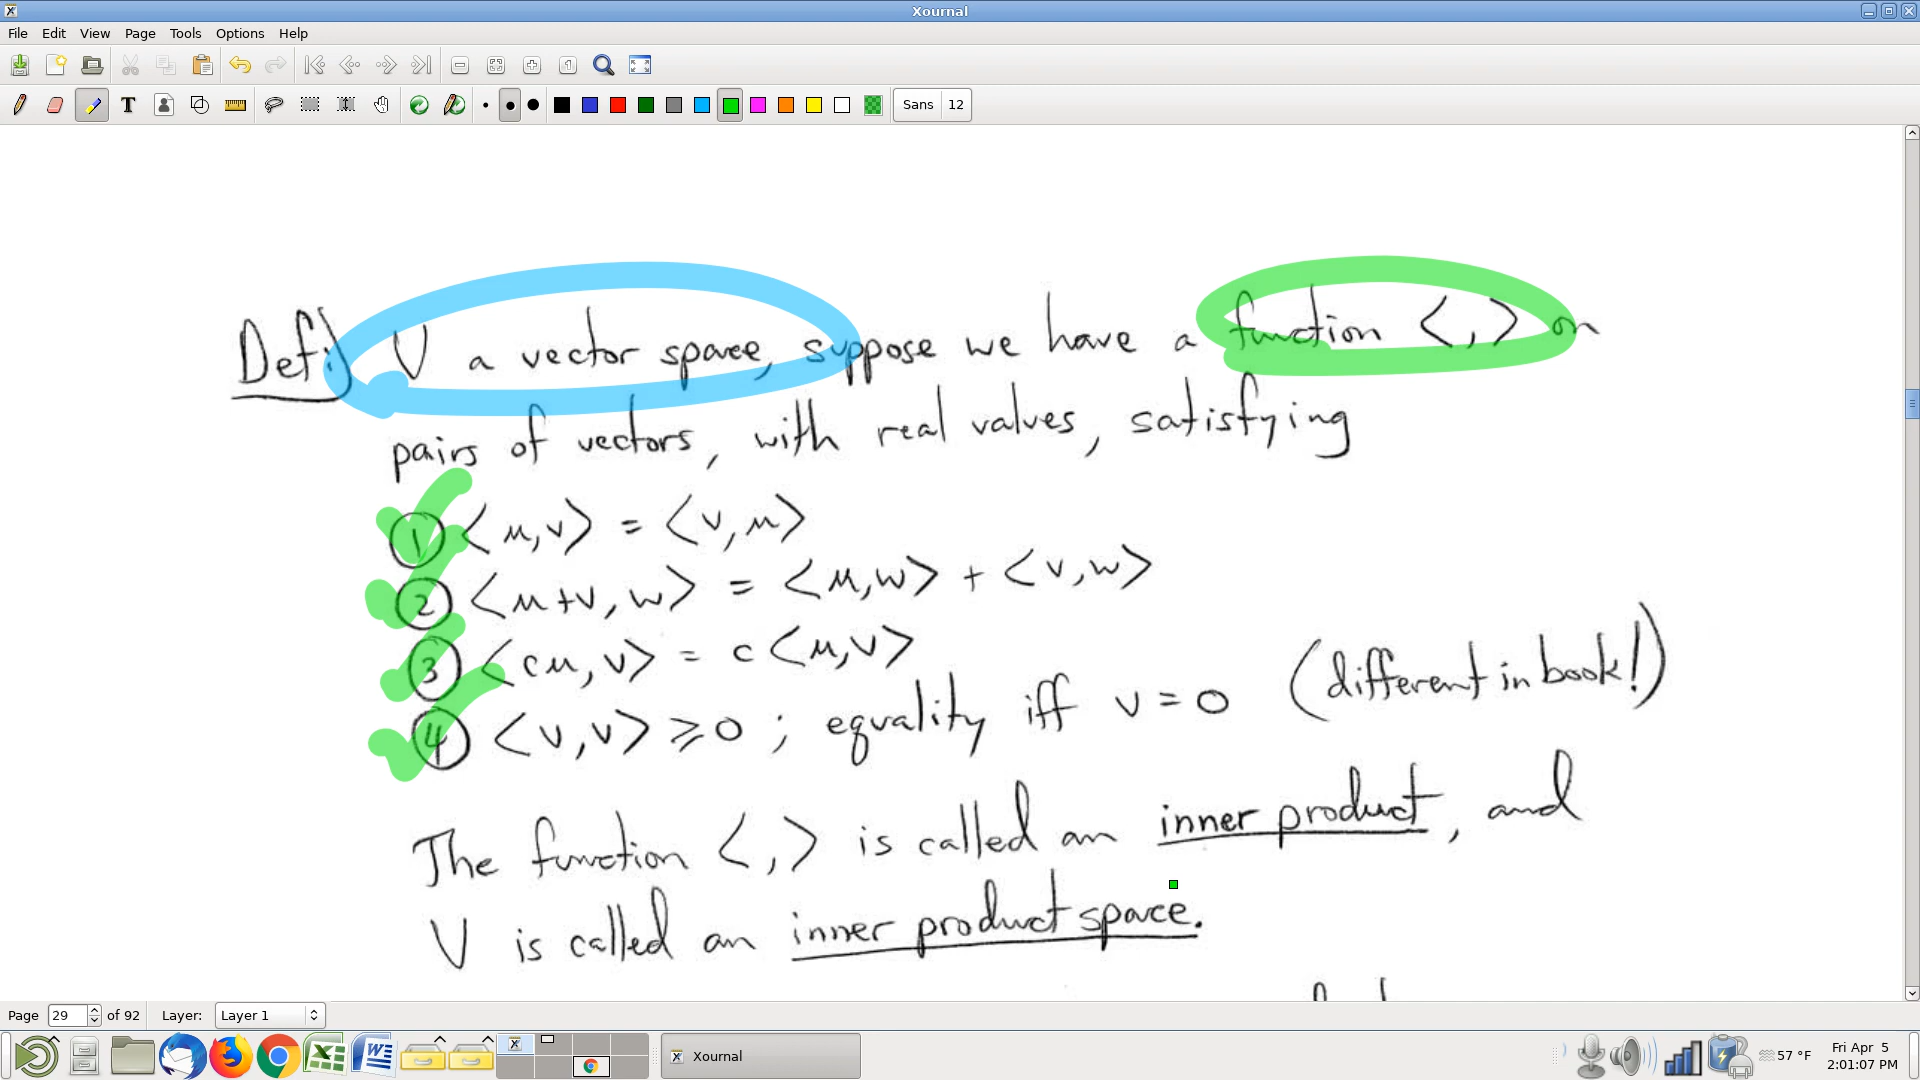 Xournal
File Edit View Page Tools Options Help
Sans 12
Def:) V a vector space, suppose we have a function <,> on
pairs of vectors, with real values, satisfying
① <u,v> = <v,u>
② <u+v, w> = <u,w> + <v,w>
③ <cu, v> = c <u,v>
④ <v,v> ≥ 0 ; equality iff v = 0 (different in book!)
The function <,> is called an inner product, and
V is called an inner product space.
Page 29 of 92 Layer: Layer 1
Xournal
57 °F
Fri Apr 5
2:01:07 PM